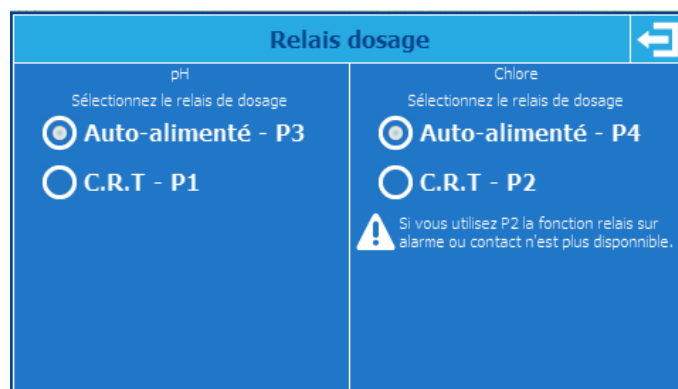 Relais dosage
pH
Sélectionnez le relais de dosage
Auto-alimenté - P3
C.R.T - P1
Chlore
Sélectionnez le relais de dosage
Auto-alimenté - P4
C.R.T - P2
Si vous utilisez P2 la fonction relais sur
alarme ou contact n'est plus disponnible.